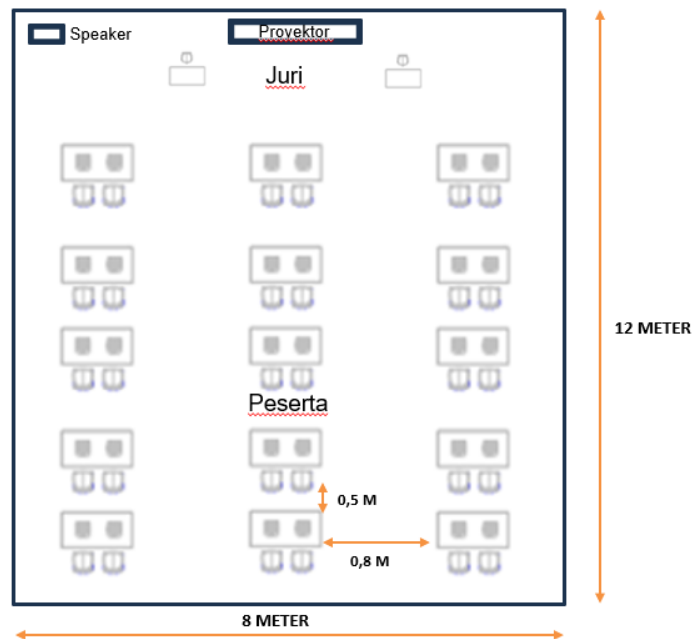 Speaker
Proyektor
Juri
12 METER
Peserta
0,5 M
0,8 M
8 METER